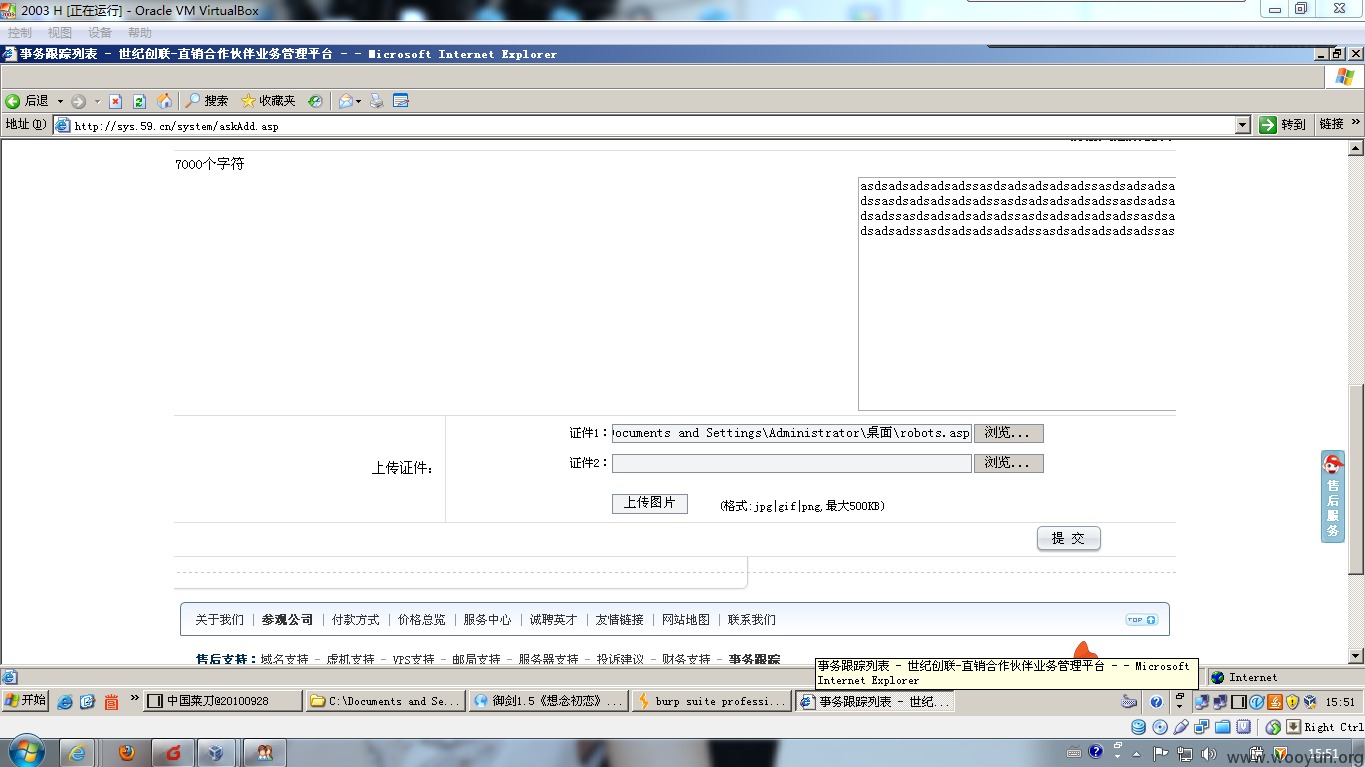 2003 H [正在运行] - Oracle VM VirtualBox
控制 视图 设备 帮助
事务跟踪列表 - 世纪创联-直销合作伙伴业务管理平台 - - Microsoft Internet Explorer
后退 搜索 收藏夹
地址(D) http://sys.59.cn/system/askAdd.asp 转到 链接 »
7000个字符
asdsadsadsadsadssasdsadsadsadsadssasdsadsadsa
dssasdsadsadsadsadssasdsadsadsadsadssasdsadsa
dsadssasdsadsadsadsadssasdsadsadsadsadssasdsa
dsadsadssasdsadsadsadsadssasdsadsadsadsadssas
证件1: ocuments and Settings\Administrator\桌面\robots.asp 浏览...
上传证件:
证件2: 浏览...
上传图片 (格式:jpg|gif|png,最大500KB)
售后服务
提 交
关于我们 | 参观公司 | 付款方式 | 价格总览 | 服务中心 | 诚聘英才 | 友情链接 | 网站地图 | 联系我们 TOP
售后支持:域名支持 - 虚机支持 - VPS支持 - 邮局支持 - 服务器支持 - 投诉建议 - 财务支持 - 事务跟踪
事务跟踪列表 - 世纪创联-直销合作伙伴业务管理平台 - - Microsoft
Internet Explorer
Internet
开始 » 中国菜刀@20100928 C:\Documents and Se... 御剑1.5《想念初恋》... burp suite professi... 事务跟踪列表 - 世纪... 15:51
Right Ctrl
15:51
www.wooyun.org